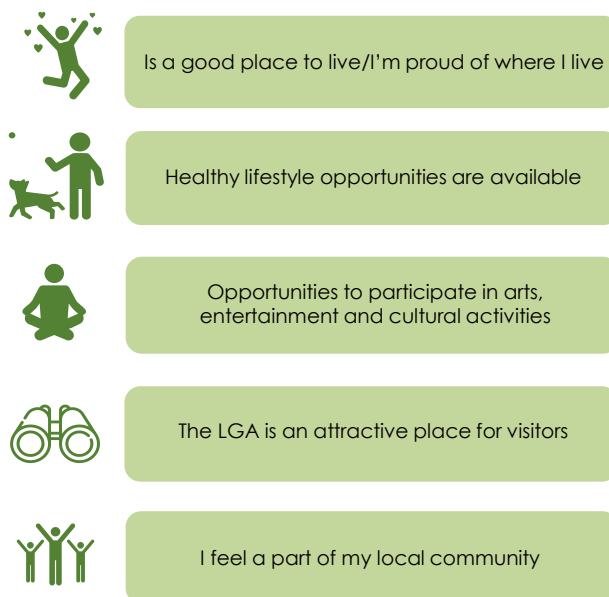 Is a good place to live/I'm proud of where I live
Healthy lifestyle opportunities are available
Opportunities to participate in arts,
entertainment and cultural activities
The LGA is an attractive place for visitors
I feel a part of my local community